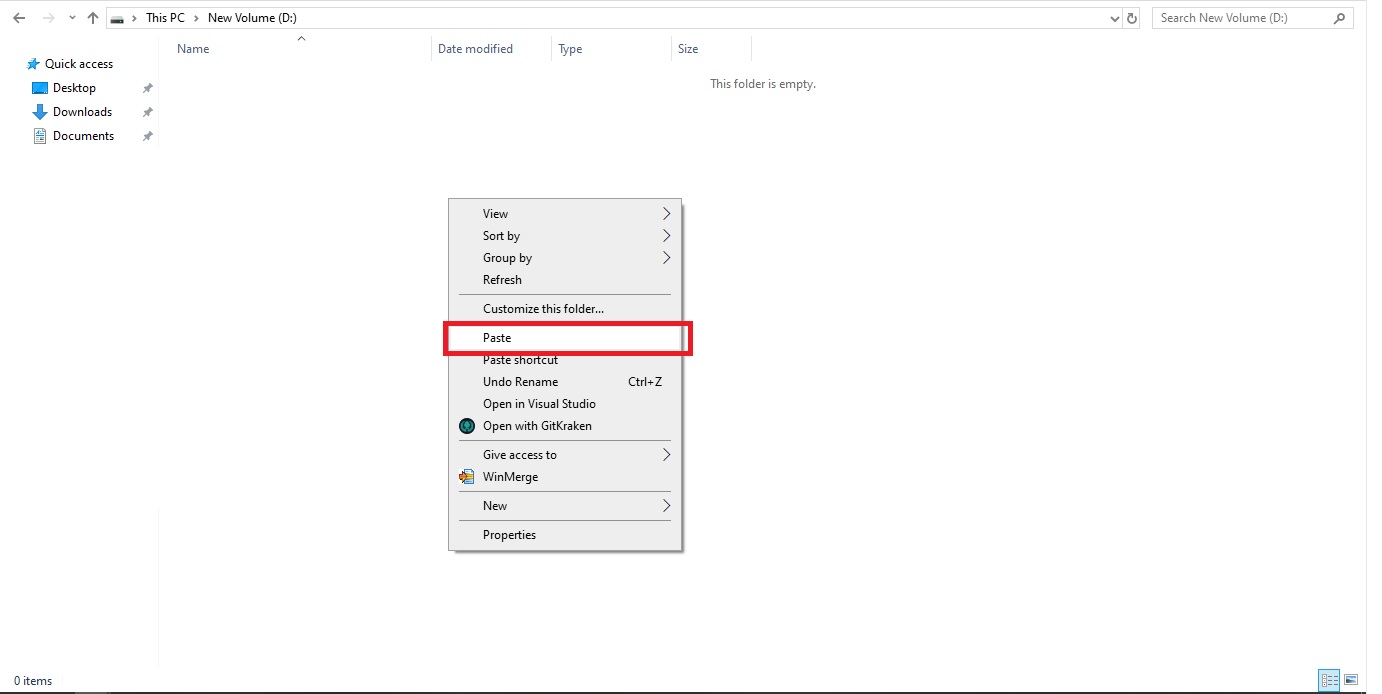 This PC > New Volume (D:)
Search New Volume (D:)
Name Date modified Type Size
Quick access
Desktop
Downloads
Documents
This folder is empty.
View
Sort by
Group by
Refresh
Customize this folder...
Paste
Paste shortcut
Undo Rename Ctrl+Z
Open in Visual Studio
Open with GitKraken
Give access to
WinMerge
New
Properties
0 items